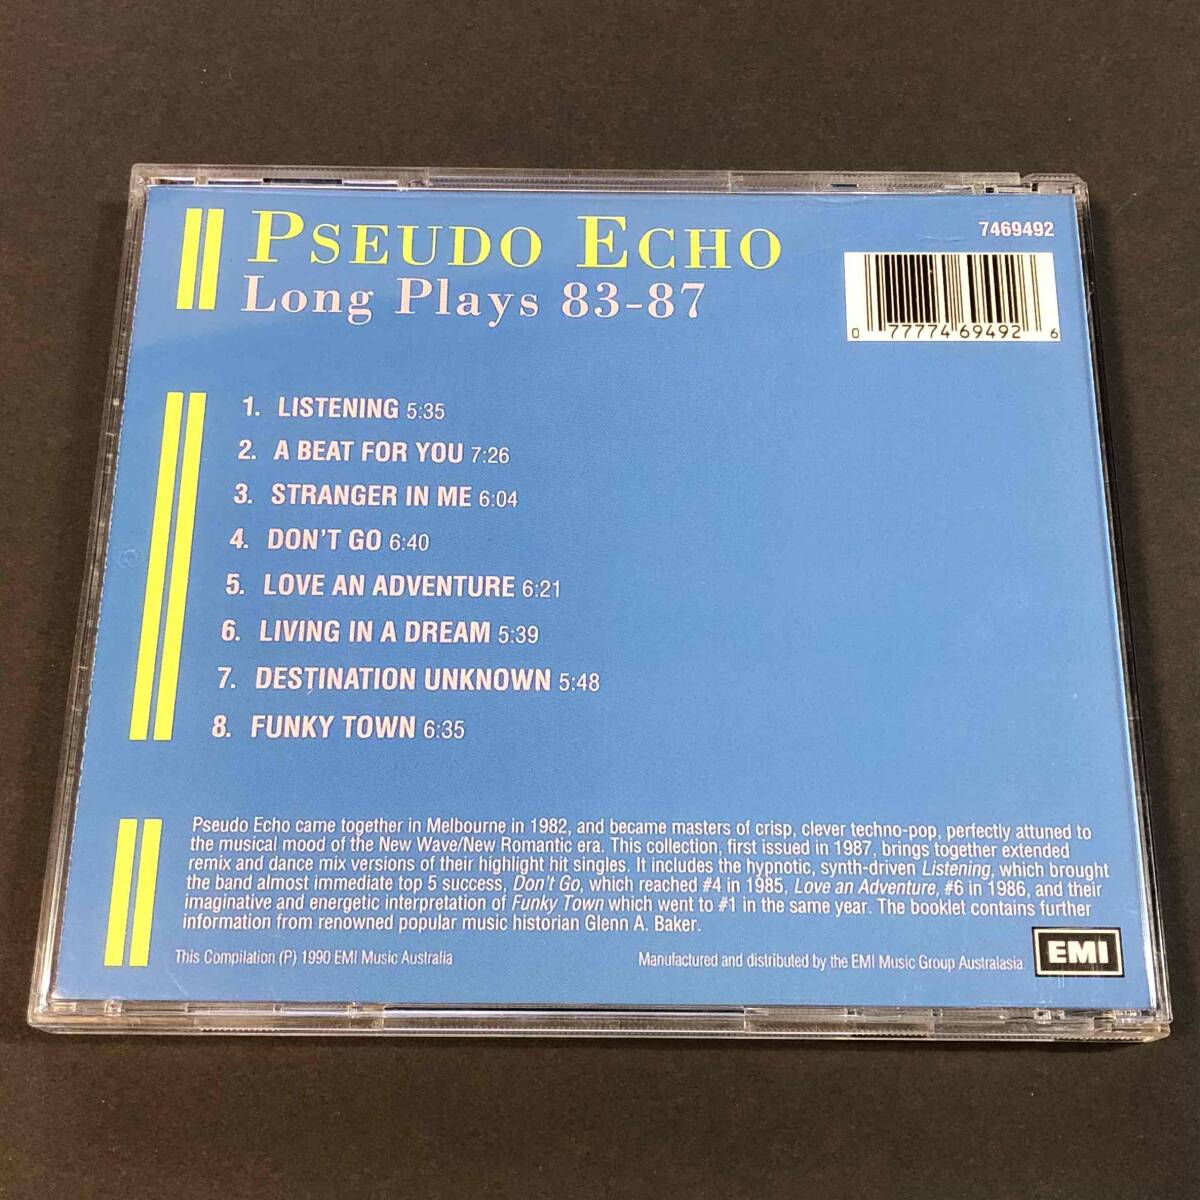 PSEUDO ECHO
Long Plays 83-87
7469492
0 77774 69492 6
1. LISTENING 5:35
2. A BEAT FOR YOU 7:26
3. STRANGER IN ME 6:04
4. DON'T GO 6:40
5. LOVE AN ADVENTURE 6:21
6. LIVING IN A DREAM 5:39
7. DESTINATION UNKNOWN 5:48
8. FUNKY TOWN 6:35
Pseudo Echo came together in Melbourne in 1982, and became masters of crisp, clever techno-pop, perfectly attuned to
the musical mood of the New Wave/New Romantic era. This collection, first issued in 1987, brings together extended
remix and dance mix versions of their highlight hit singles. It includes the hypnotic, synth-driven Listening, which brought
the band almost immediate top 5 success, Don't Go, which reached #4 in 1985, Love an Adventure, #6 in 1986, and their
imaginative and energetic interpretation of Funky Town which went to #1 in the same year. The booklet contains further
information from renowned popular music historian Glenn A. Baker.
This Compilation (P) 1990 EMI Music Australia
Manufactured and distributed by the EMI Music Group Australasia.
EMI